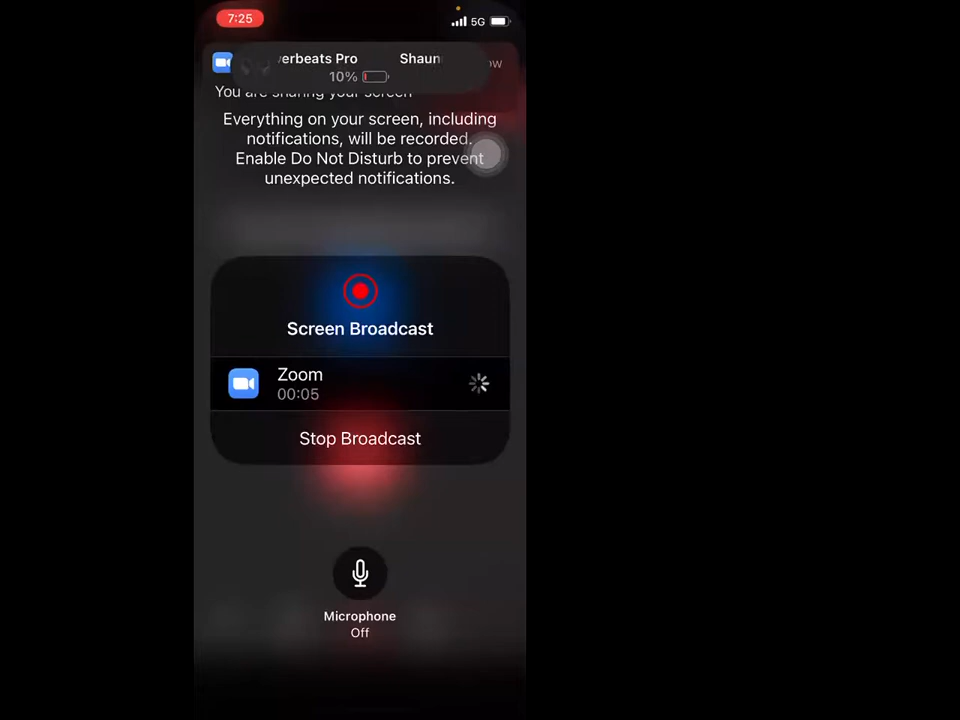 7:25
5G
erbeats Pro Shaun
10%
You are sharing your screen
Everything on your screen, including
notifications, will be recorded.
Enable Do Not Disturb to prevent
unexpected notifications.
Screen Broadcast
Zoom
00:05
Stop Broadcast
Microphone
Off